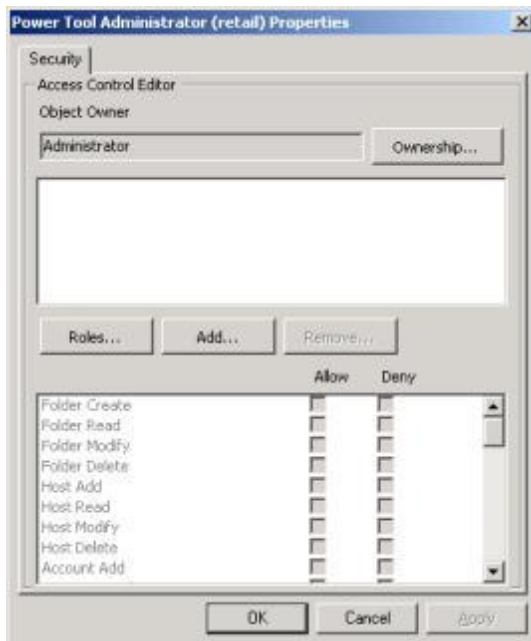 Power Tool Administrator (retail) Properties
Security
Access Control Editor
Object Owner
Administrator
Ownership...
Roles...
Add...
Remove...
Allow Deny
Folder Create
Folder Read
Folder Modify
Folder Delete
Host Add
Host Read
Host Modify
Host Delete
Account Add
OK
Cancel
Apply